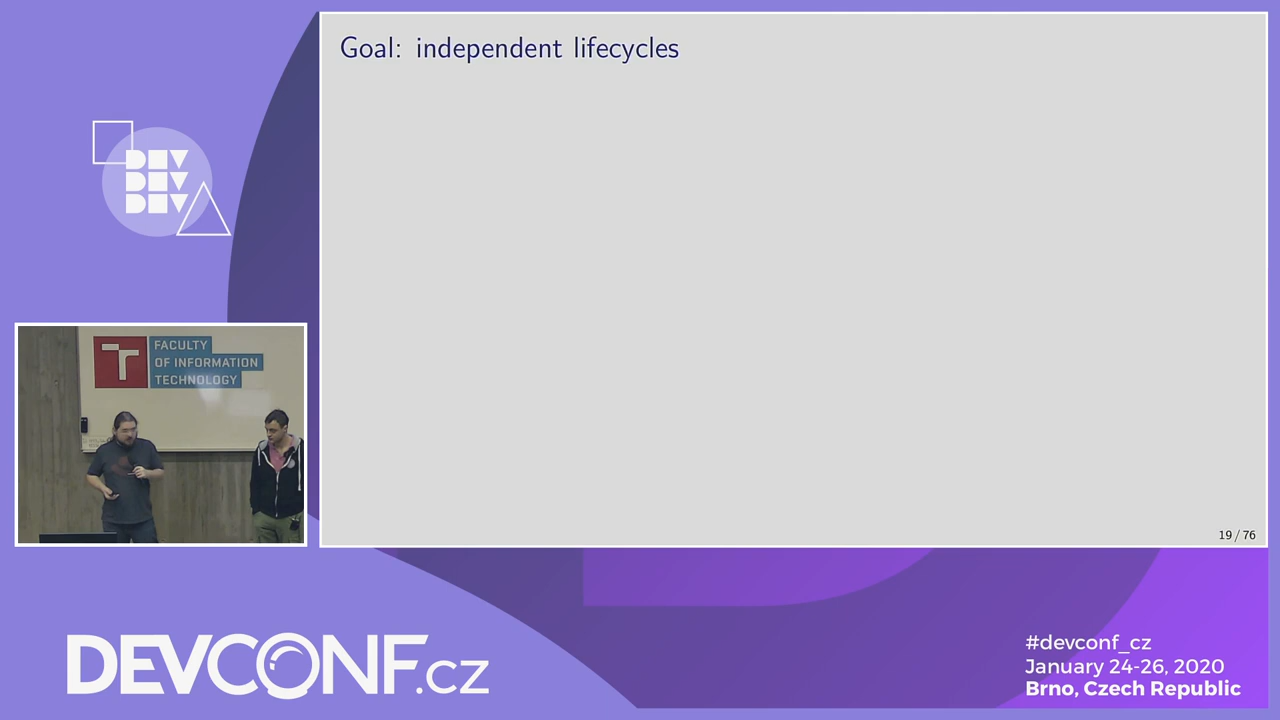 Goal: independent lifecycles
DEV
DEV
DEV
FACULTY
OF INFORMATION
TECHNOLOGY
19 / 76
DEVCONF.cz
#devconf_cz
January 24-26, 2020
Brno, Czech Republic